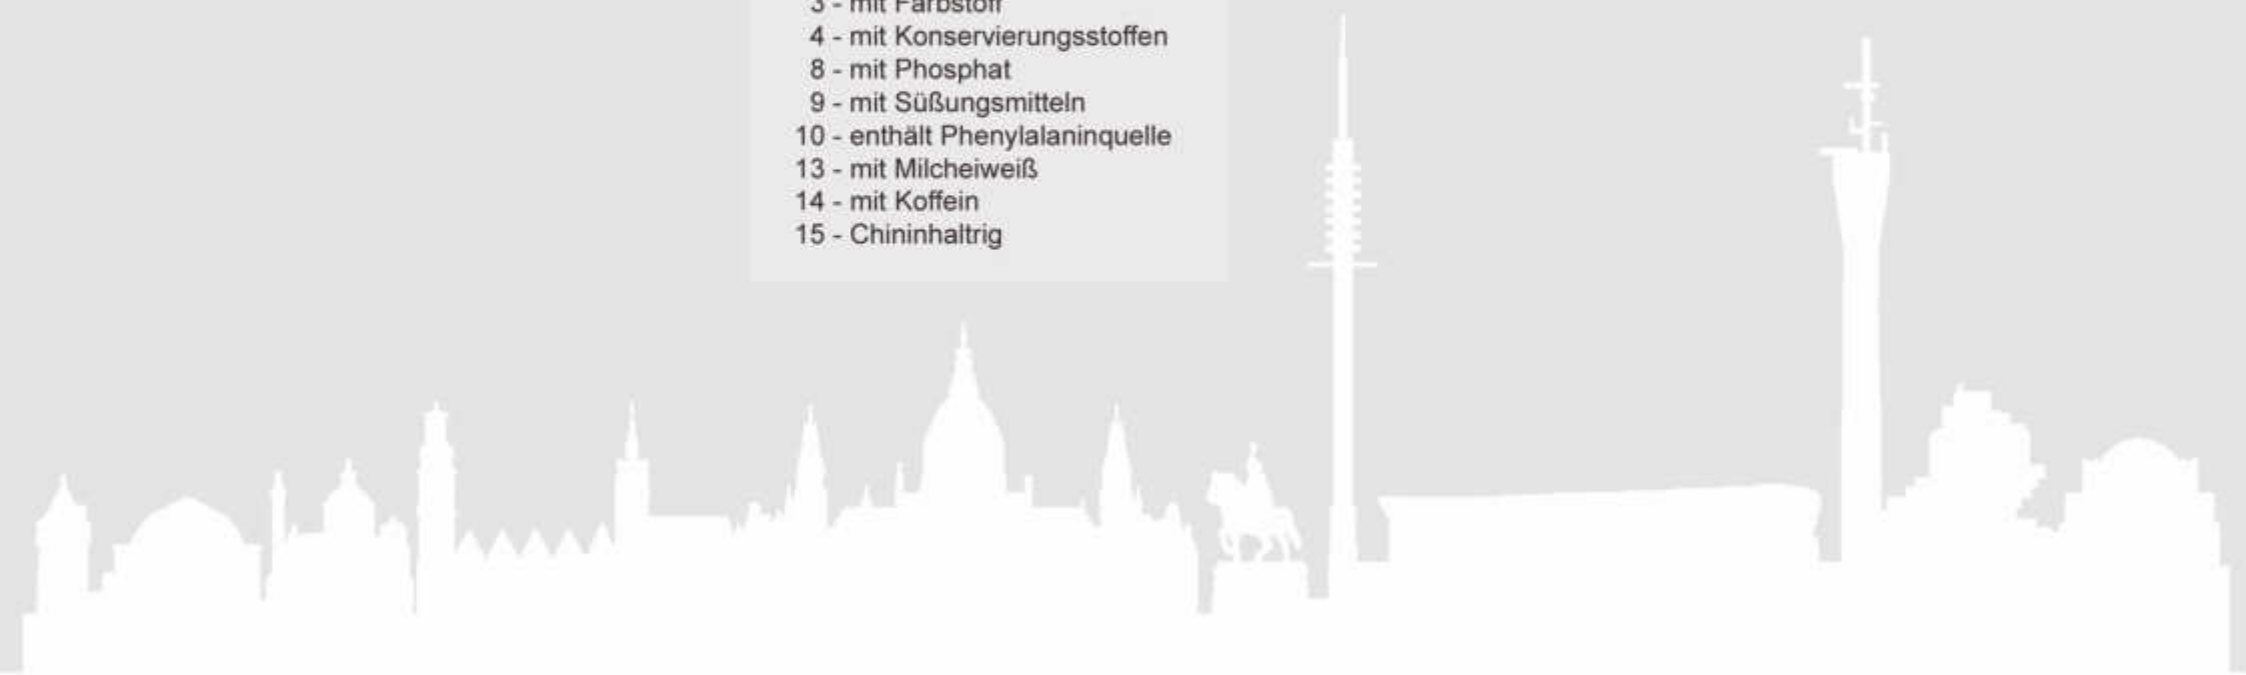 3 - mit Farbstoff
4 - mit Konservierungsstoffen
8 - mit Phosphat
9 - mit Süßungsmitteln
10 - enthält Phenylalaninquelle
13 - mit Milcheiweiß
14 - mit Koffein
15 - Chininhaltrig